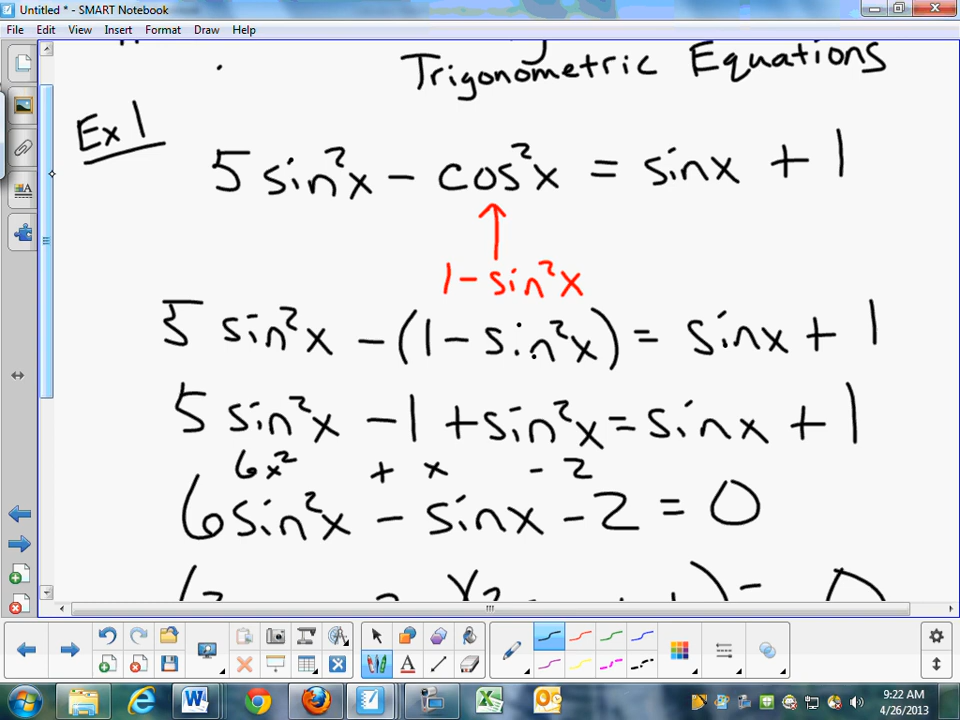 Untitled * - SMART Notebook
File Edit View Insert Format Draw Help
Trigonometric Equations
Ex 1
5 sin²x - cos²x = sinx + 1
1 - sin²x
5 sin²x - (1 - sin²x) = sinx + 1
5 sin²x - 1 + sin²x = sinx + 1
6x² + x - 2
6sin²x - sinx - 2 = 0
9:22 AM
4/26/2013